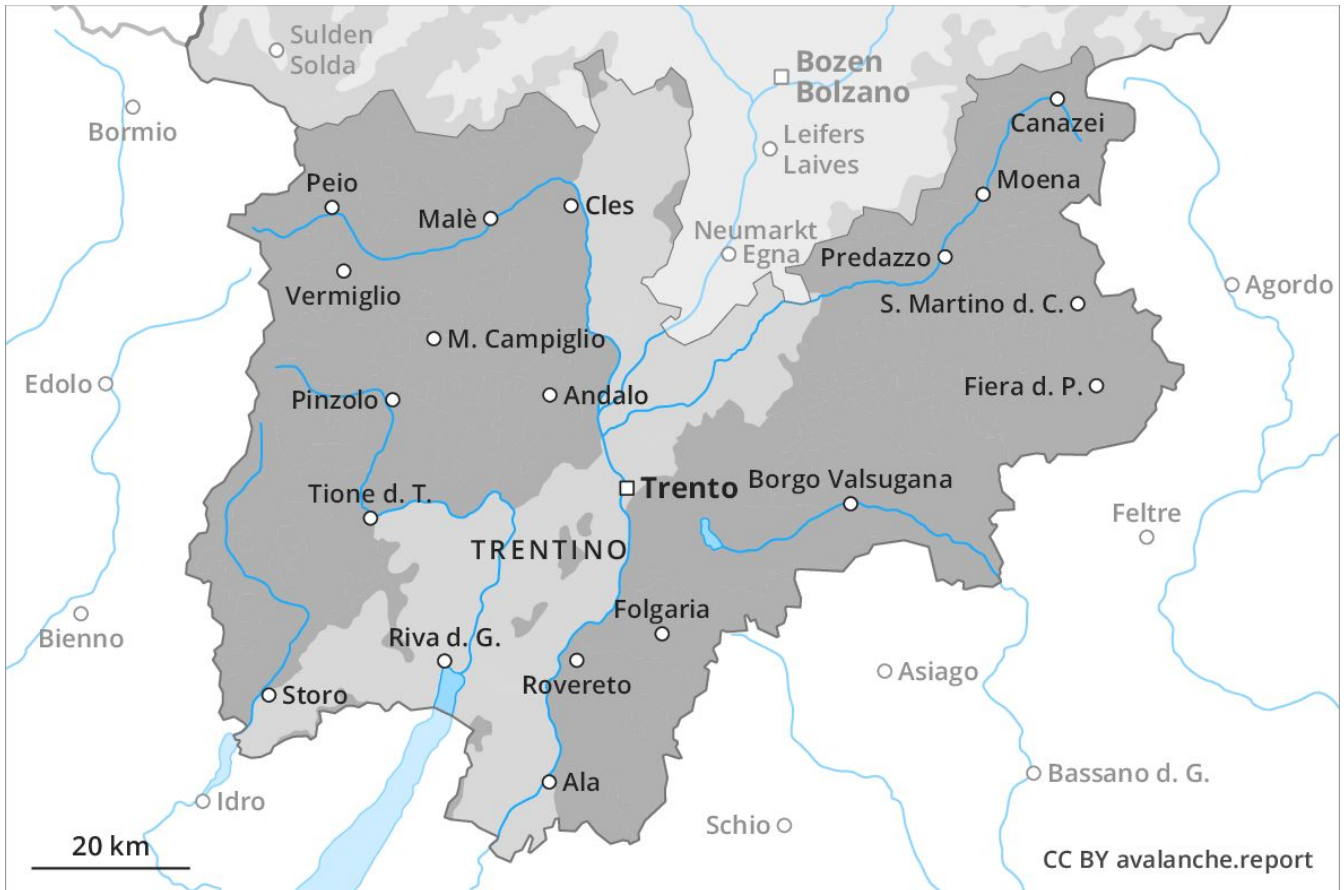 Sulden
Solda
Bozen
Bolzano
Bormio
Canazei
Leifers
Laives
Peio
Moena
Malè
Cles
Neumarkt
Egna
Predazzo
Vermiglio
Agordo
S. Martino d. C.
M. Campiglio
Edolo
Pinzolo
Andalo
Fiera d. P.
Tione d. T.
Trento
Borgo Valsugana
Feltre
TRENTINO
Folgaria
Bienno
Riva d. G.
Asiago
Rovereto
Storo
Bassano d. G.
Ala
Idro
Schio
20 km
CC BY avalanche.report